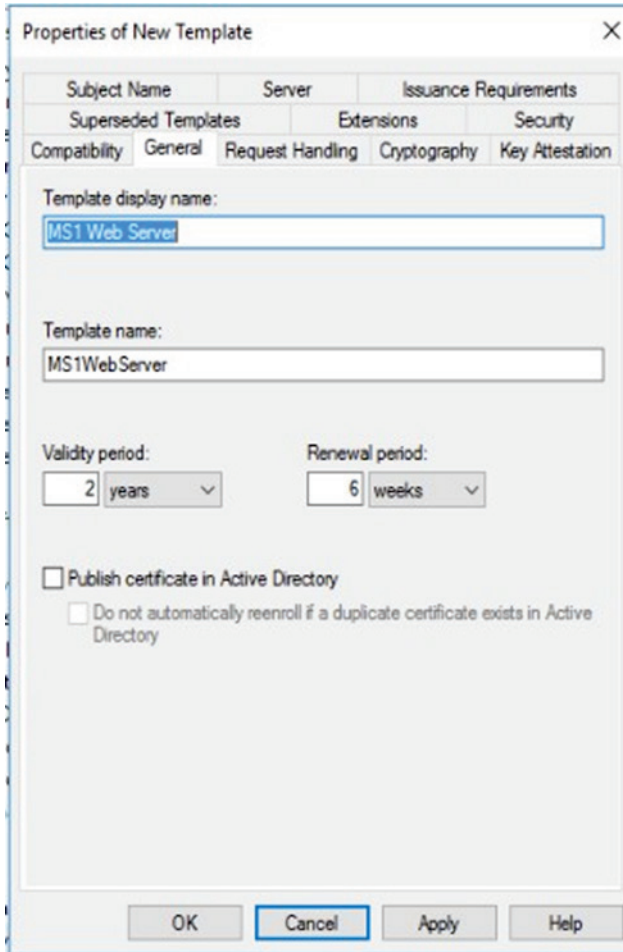 Properties of New Template
Subject Name Server Issuance Requirements
Superseded Templates Extensions Security
Compatibility General Request Handling Cryptography Key Attestation
Template display name:
MS1 Web Server
Template name:
MS1WebServer
Validity period: Renewal period:
2 years 6 weeks
Publish certificate in Active Directory
Do not automatically reenroll if a duplicate certificate exists in Active
Directory
OK Cancel Apply Help